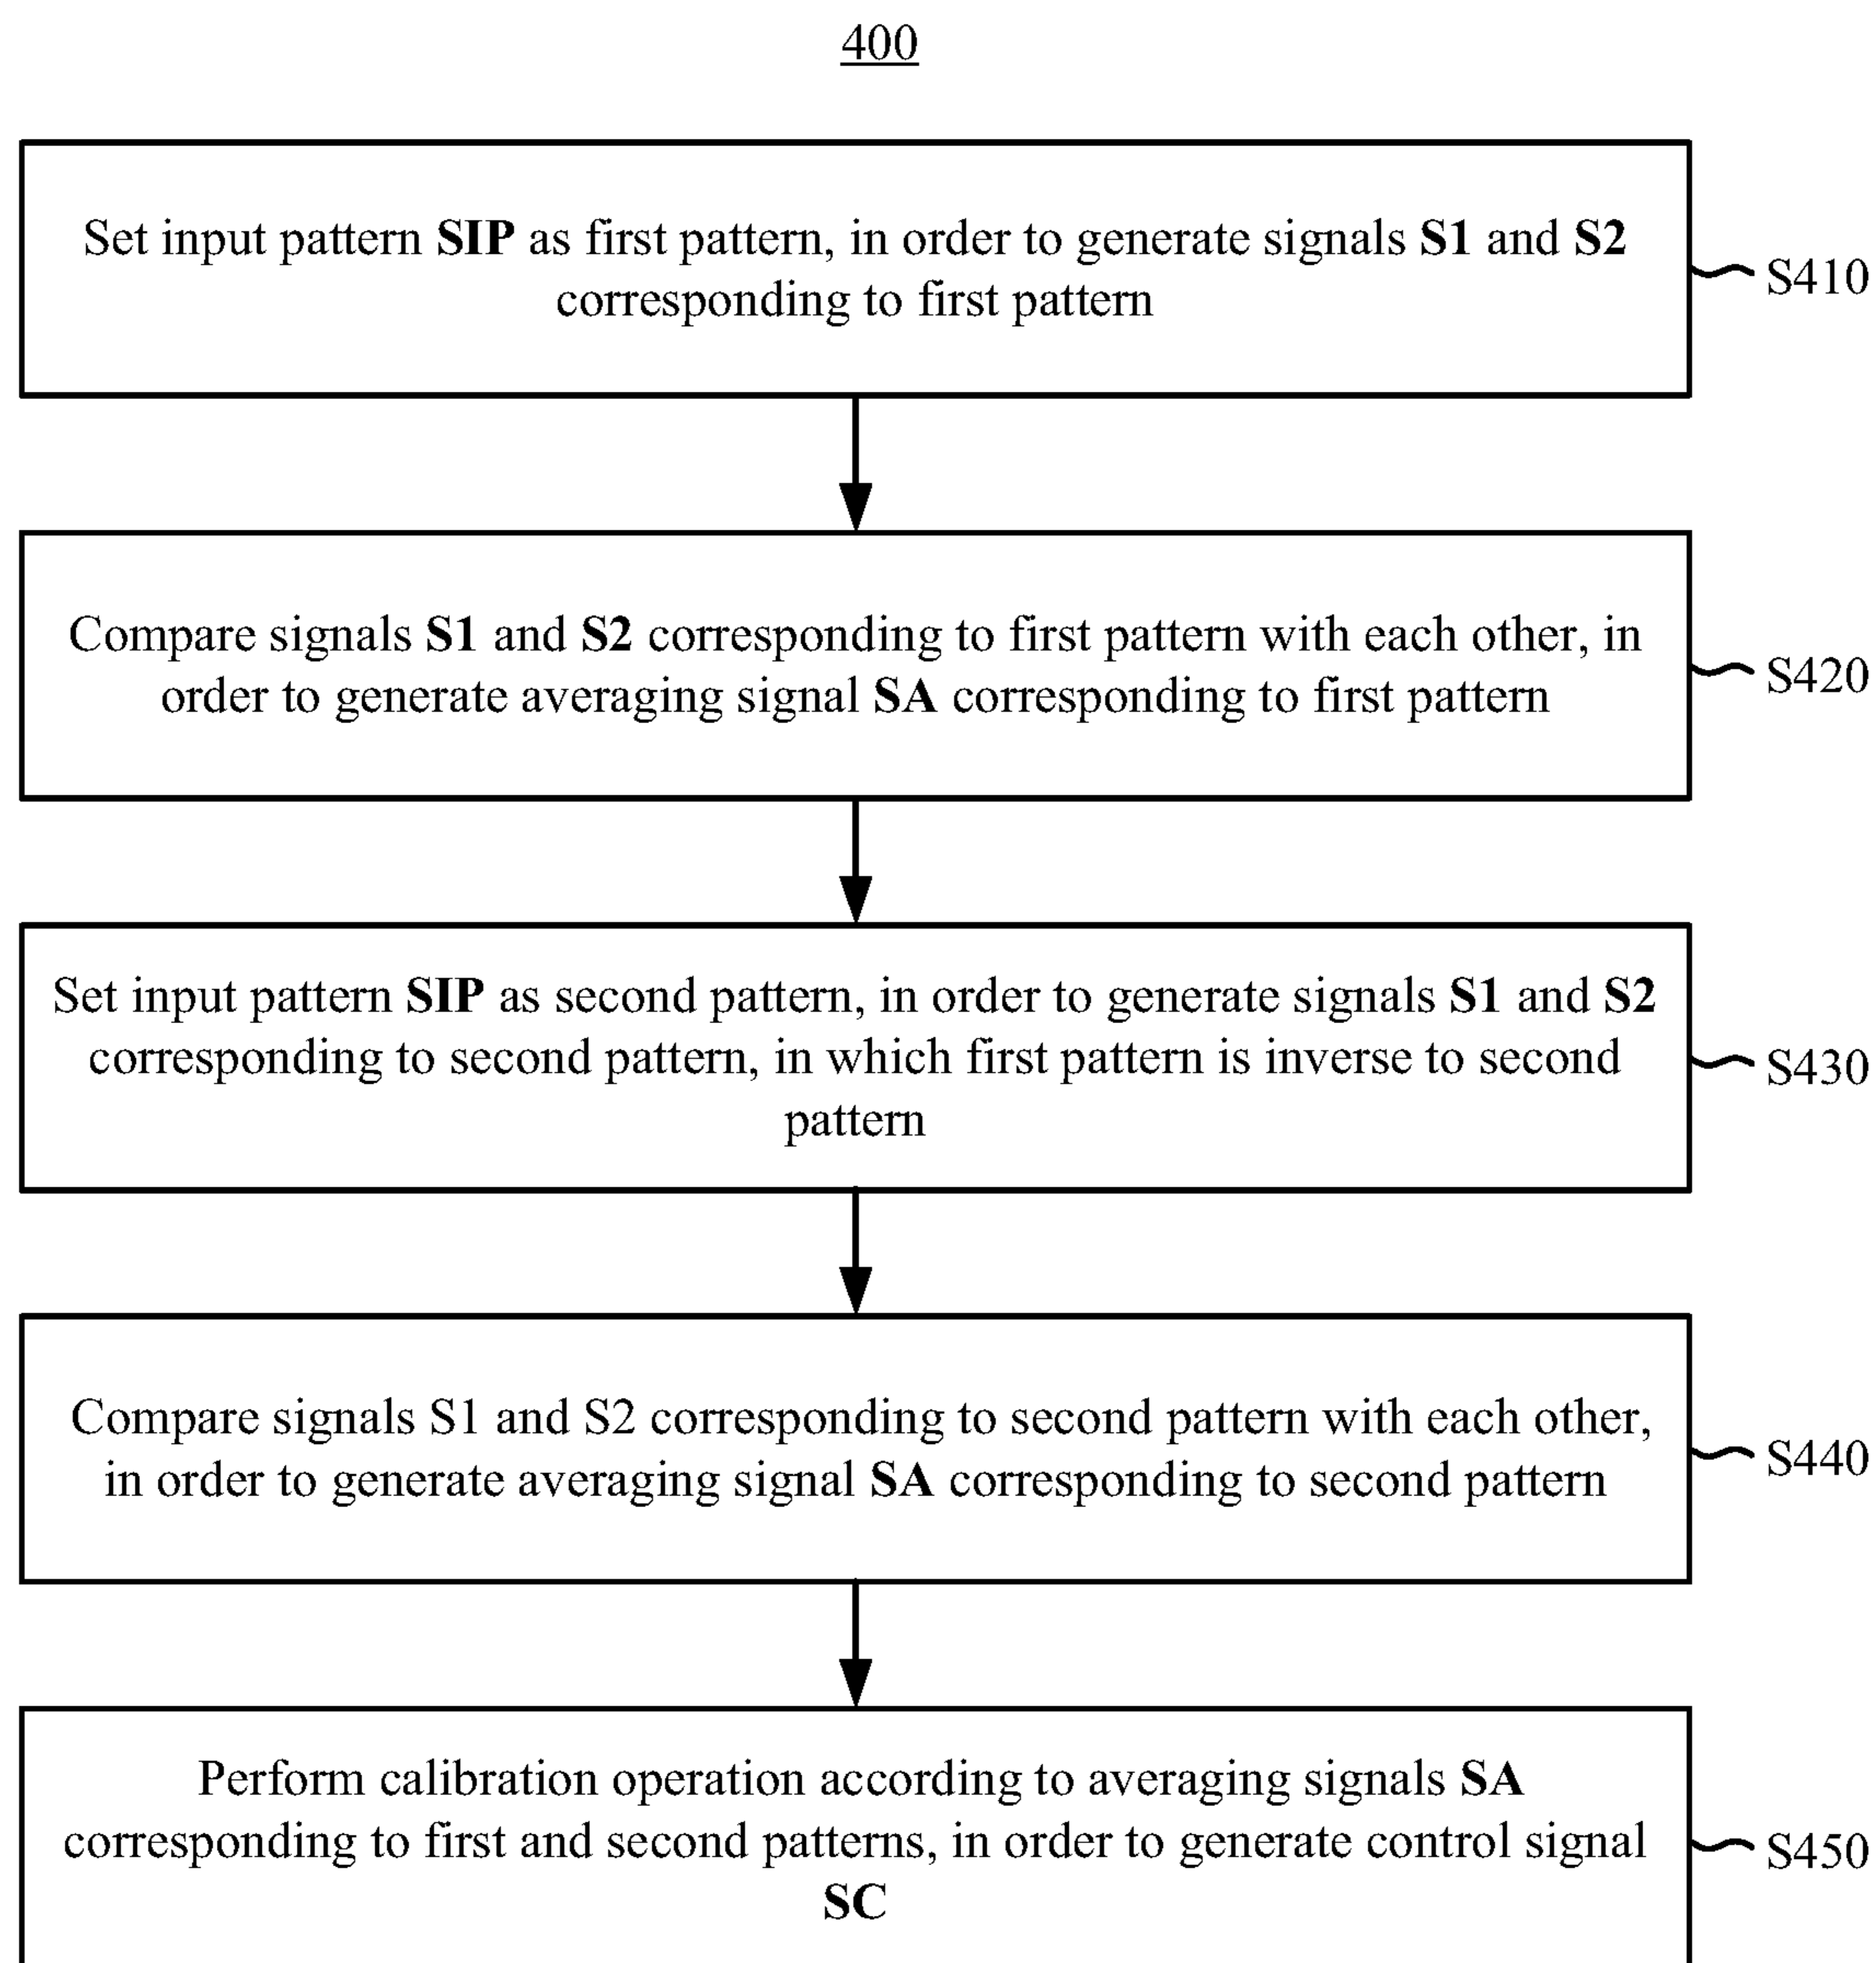 400
Set input pattern SIP as first pattern, in order to generate signals S1 and S2
corresponding to first pattern
S410
Compare signals S1 and S2 corresponding to first pattern with each other, in
order to generate averaging signal SA corresponding to first pattern
S420
Set input pattern SIP as second pattern, in order to generate signals S1 and S2
corresponding to second pattern, in which first pattern is inverse to second
pattern
S430
Compare signals S1 and S2 corresponding to second pattern with each other,
in order to generate averaging signal SA corresponding to second pattern
S440
Perform calibration operation according to averaging signals SA
corresponding to first and second patterns, in order to generate control signal
SC
S450